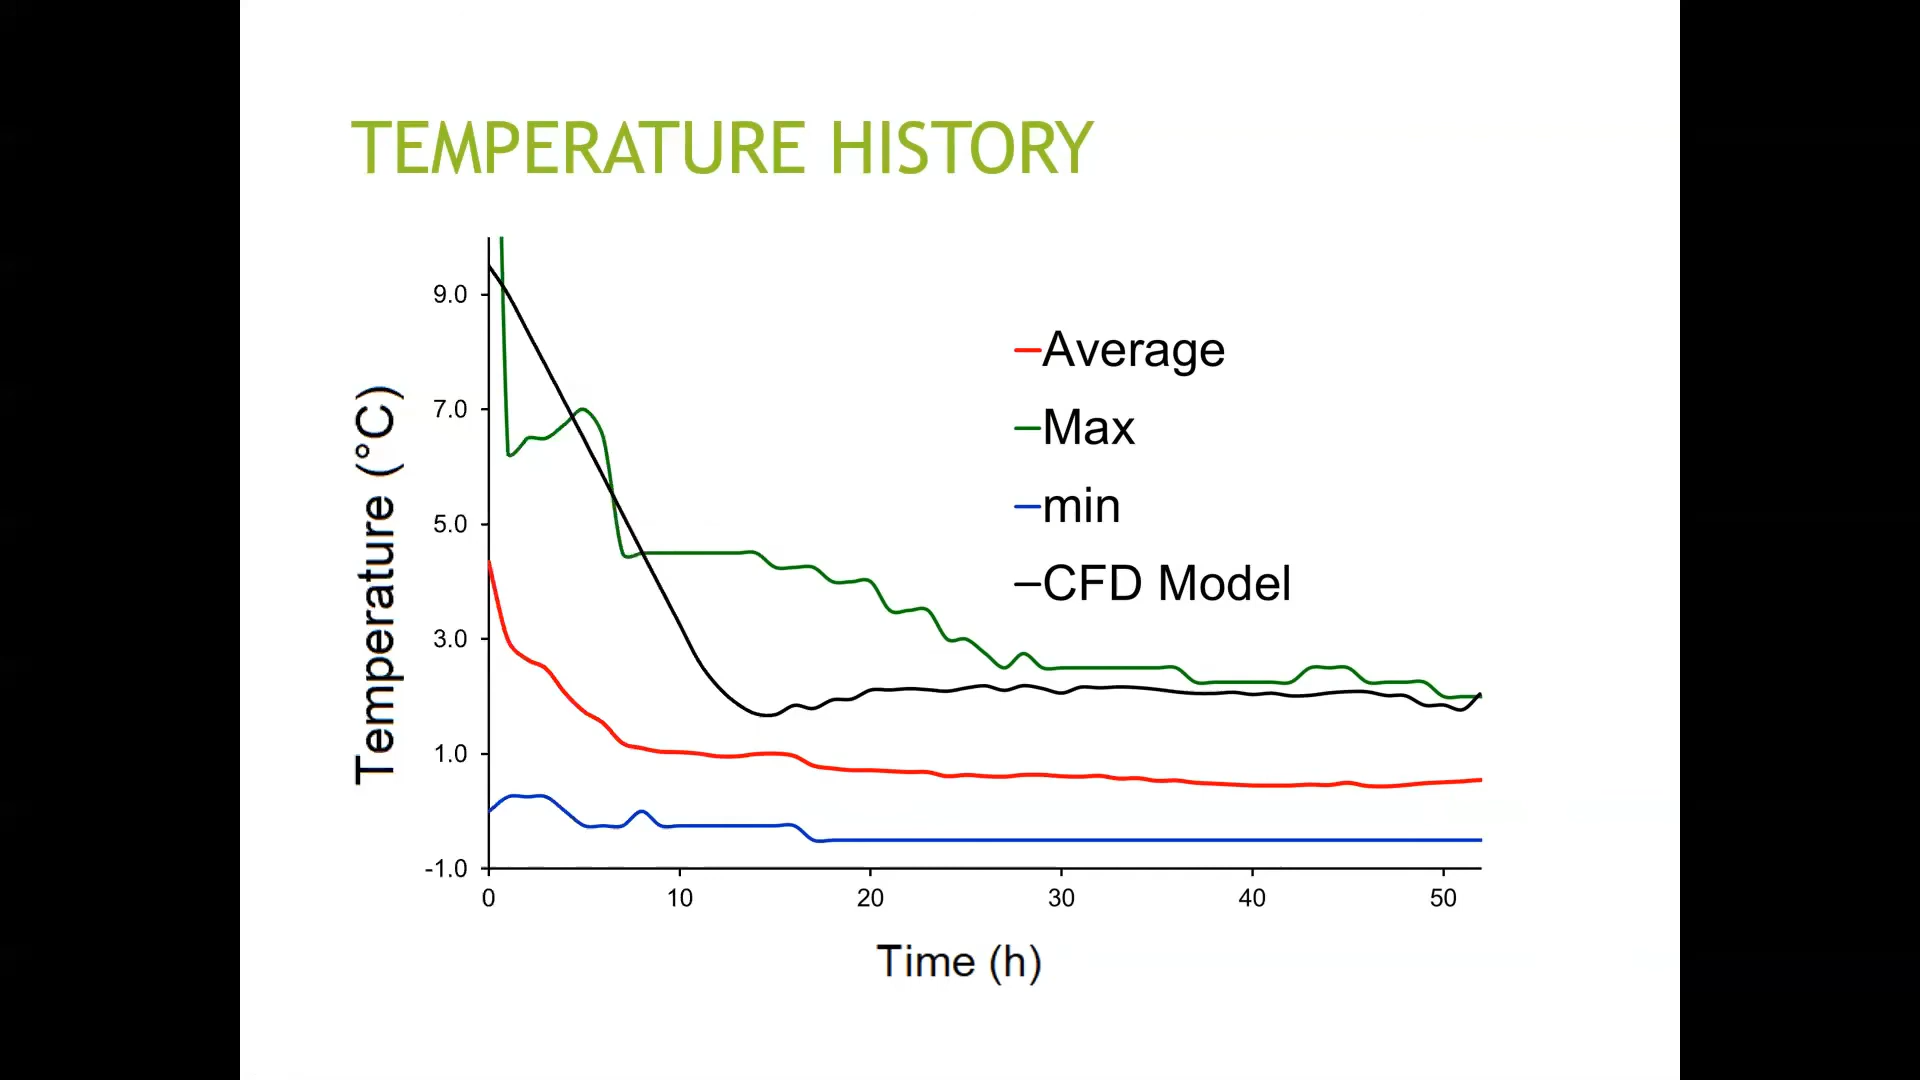 TEMPERATURE HISTORY
Temperature (°C)
9.0
7.0
5.0
3.0
1.0
-1.0
Average
Max
min
CFD Model
0 10 20 30 40 50
Time (h)